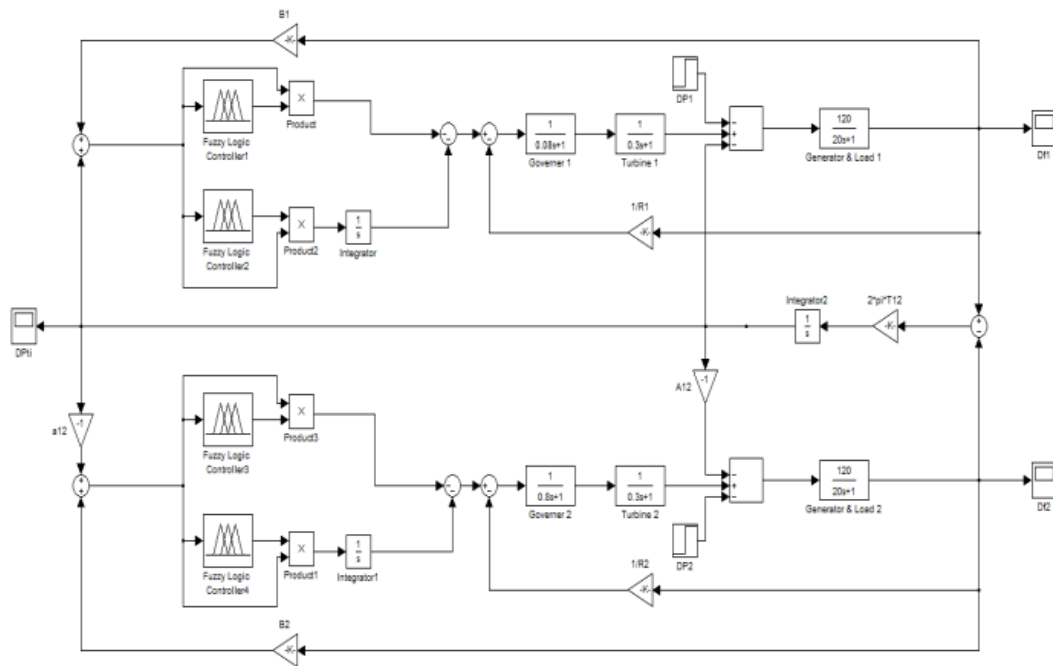 B1
-K-
Fuzzy Logic
Controller1
X
Product
DP1
1
0.08s+1
Governer 1
1
0.3s+1
Turbine 1
120
20s+1
Generator & Load 1
Df1
Fuzzy Logic
Controller2
X
Product2
1
s
Integrator
1/R1
-K-
DPti
Integrator2
1
s
2*pi*T12
-K-
a12
-1
A12
-1
Fuzzy Logic
Controller3
X
Product3
1
0.8s+1
Governer 2
1
0.3s+1
Turbine 2
120
20s+1
Generator & Load 2
Df2
DP2
Fuzzy Logic
Controller4
X
Product1
1
s
Integrator1
1/R2
-K-
B2
-K-